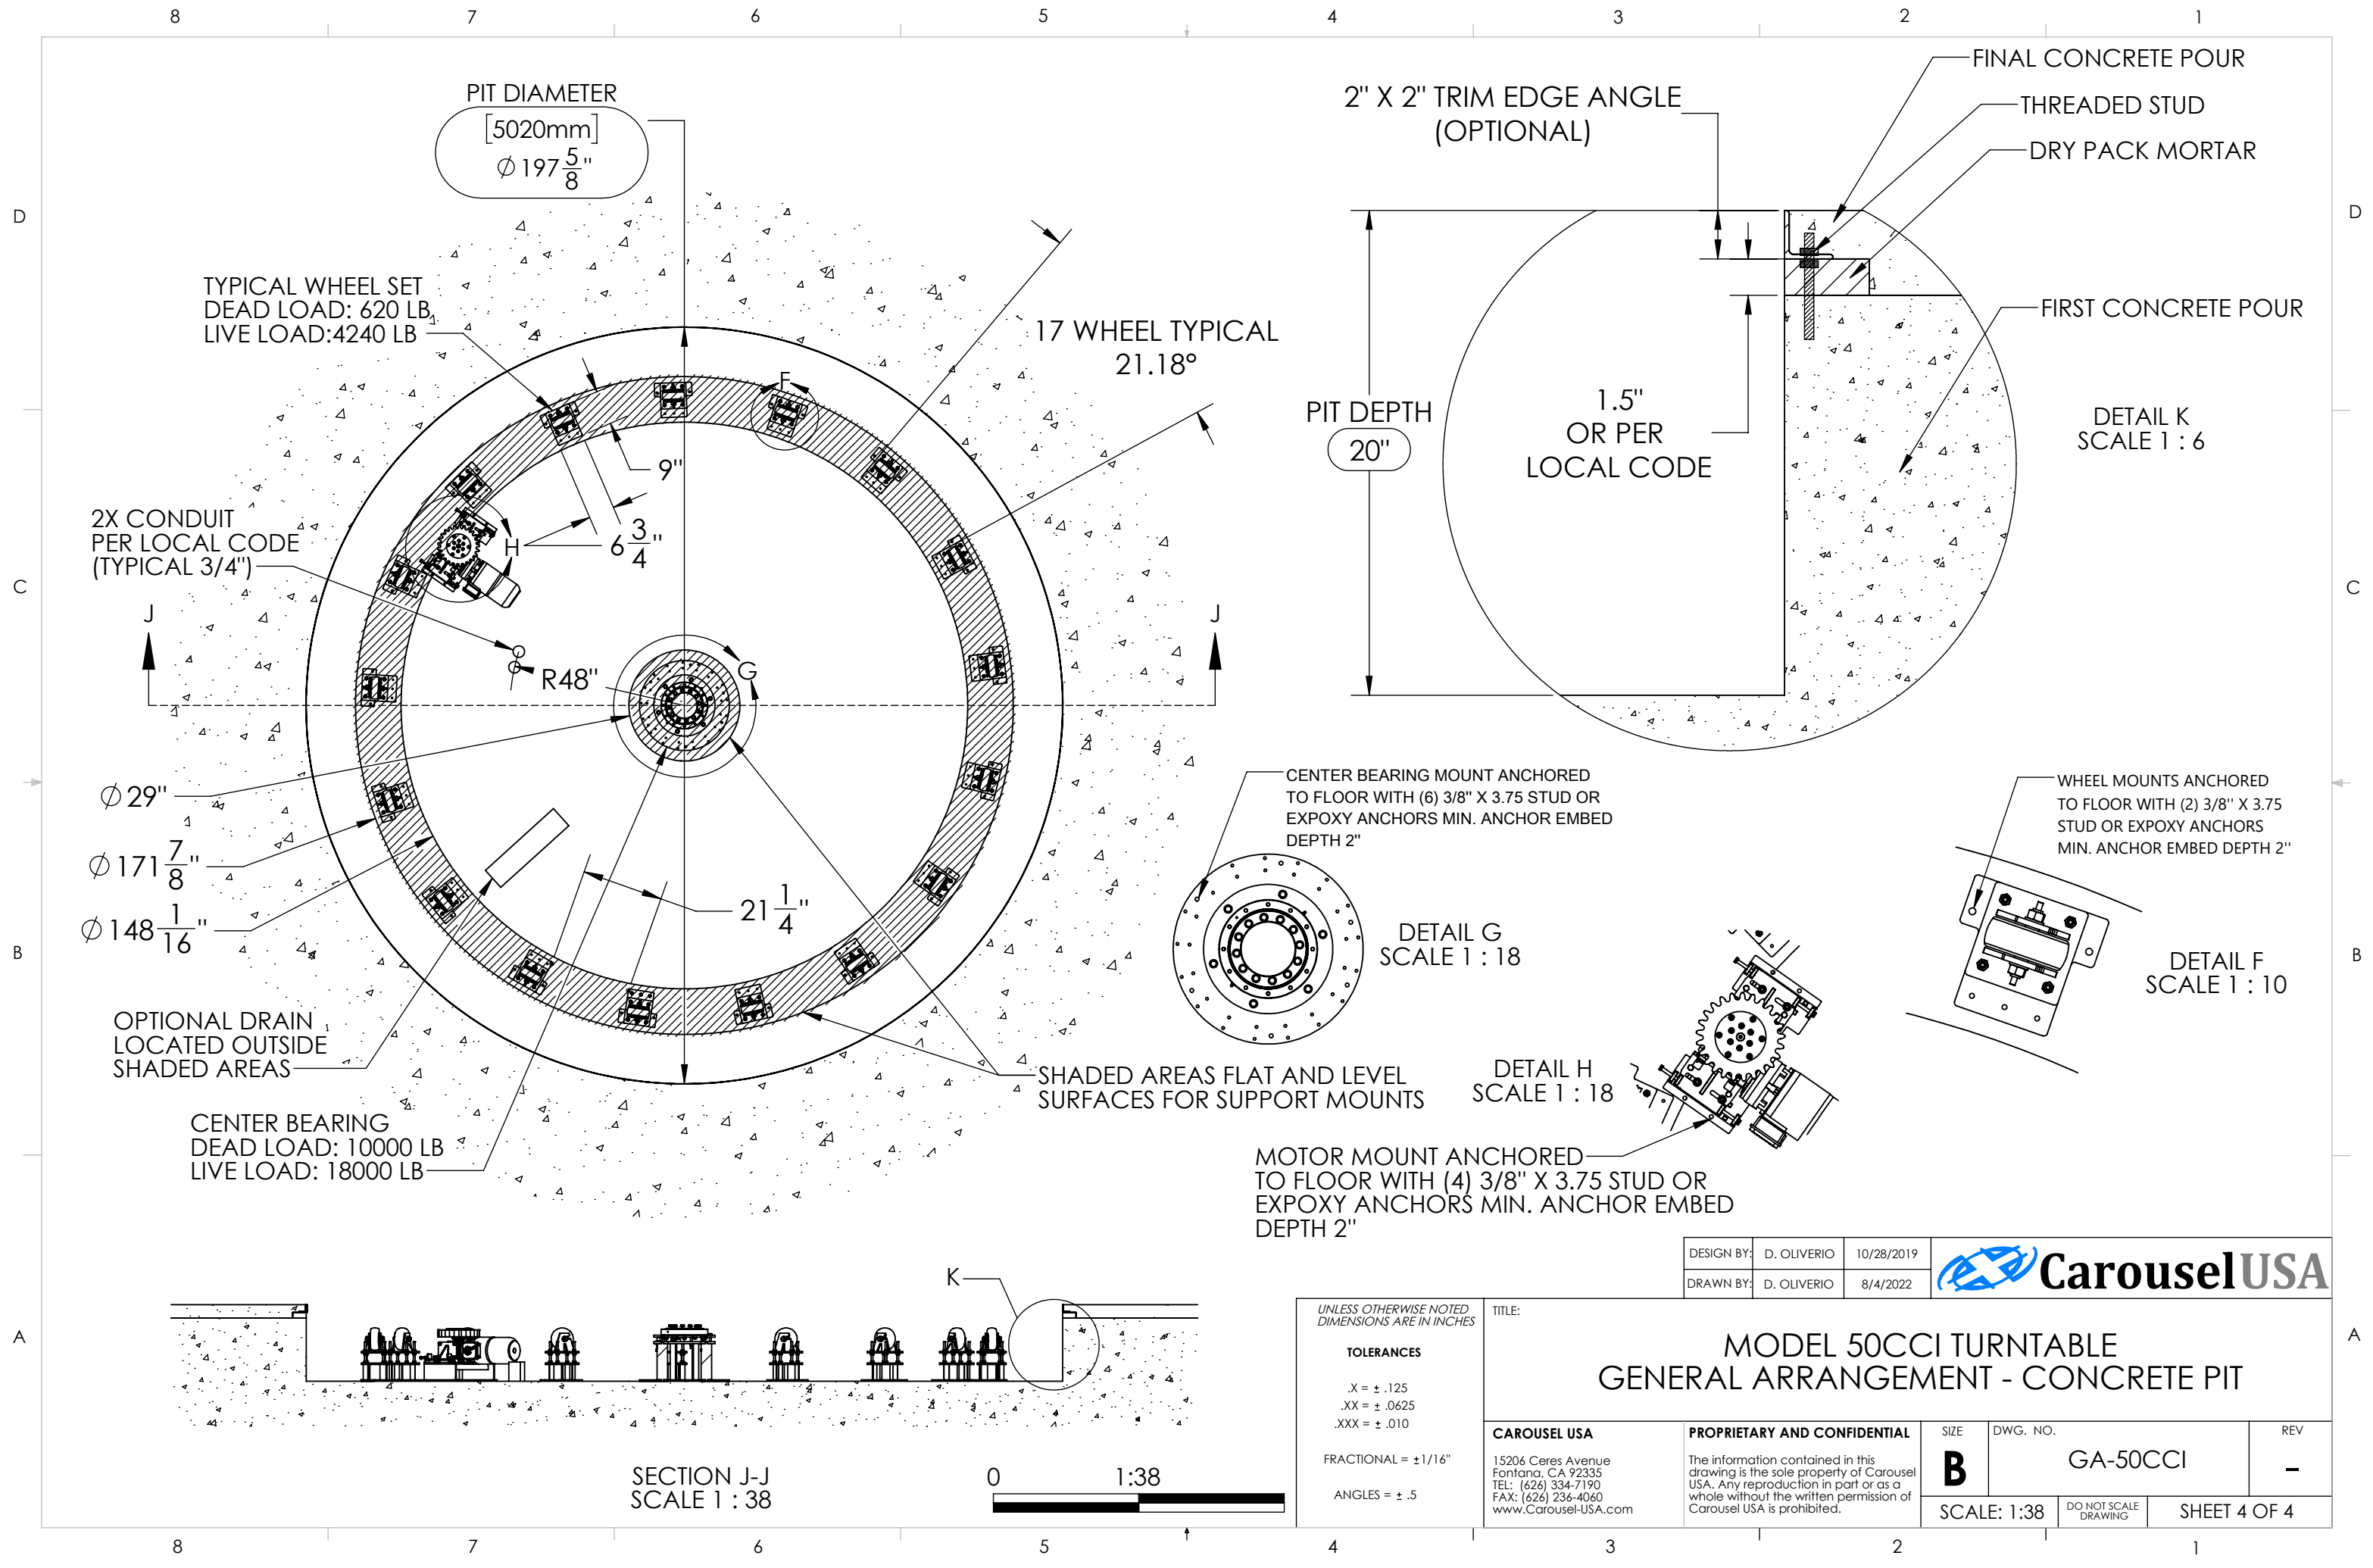 8 7 6 5 4 3 2 1
D
C
B
A
D
C
B
A
PIT DIAMETER
[5020mm]
∅197 5/8"
TYPICAL WHEEL SET
DEAD LOAD: 620 LB
LIVE LOAD:4240 LB
2X CONDUIT
PER LOCAL CODE
(TYPICAL 3/4")
17 WHEEL TYPICAL
21.18°
F
9"
H
6 3/4"
J
J
R48"
G
∅29"
∅171 7/8"
∅148 1/16"
21 1/4"
OPTIONAL DRAIN
LOCATED OUTSIDE
SHADED AREAS
CENTER BEARING
DEAD LOAD: 10000 LB
LIVE LOAD: 18000 LB
SHADED AREAS FLAT AND LEVEL
SURFACES FOR SUPPORT MOUNTS
2" X 2" TRIM EDGE ANGLE
(OPTIONAL)
FINAL CONCRETE POUR
THREADED STUD
DRY PACK MORTAR
FIRST CONCRETE POUR
PIT DEPTH
20"
1.5"
OR PER
LOCAL CODE
DETAIL K
SCALE 1 : 6
CENTER BEARING MOUNT ANCHORED
TO FLOOR WITH (6) 3/8" X 3.75 STUD OR
EXPOXY ANCHORS MIN. ANCHOR EMBED
DEPTH 2"
DETAIL G
SCALE 1 : 18
WHEEL MOUNTS ANCHORED
TO FLOOR WITH (2) 3/8" X 3.75
STUD OR EXPOXY ANCHORS
MIN. ANCHOR EMBED DEPTH 2"
DETAIL F
SCALE 1 : 10
DETAIL H
SCALE 1 : 18
MOTOR MOUNT ANCHORED
TO FLOOR WITH (4) 3/8" X 3.75 STUD OR
EXPOXY ANCHORS MIN. ANCHOR EMBED
DEPTH 2"
K
SECTION J-J
SCALE 1 : 38
0 1:38
DESIGN BY: D. OLIVERIO 10/28/2019
DRAWN BY: D. OLIVERIO 8/4/2022
CarouselUSA
UNLESS OTHERWISE NOTED
DIMENSIONS ARE IN INCHES
TOLERANCES
.X = ± .125
.XX = ± .0625
.XXX = ± .010
FRACTIONAL = ±1/16"
ANGLES = ± .5
TITLE:
MODEL 50CCI TURNTABLE
GENERAL ARRANGEMENT - CONCRETE PIT
CAROUSEL USA
15206 Ceres Avenue
Fontana, CA 92335
TEL: (626) 334-7190
FAX: (626) 236-4060
www.Carousel-USA.com
PROPRIETARY AND CONFIDENTIAL
The information contained in this
drawing is the sole property of Carousel
USA. Any reproduction in part or as a
whole without the written permission of
Carousel USA is prohibited.
SIZE
B
DWG. NO.
GA-50CCI
REV
–
SCALE: 1:38
DO NOT SCALE
DRAWING
SHEET 4 OF 4
8 7 6 5 4 3 2 1